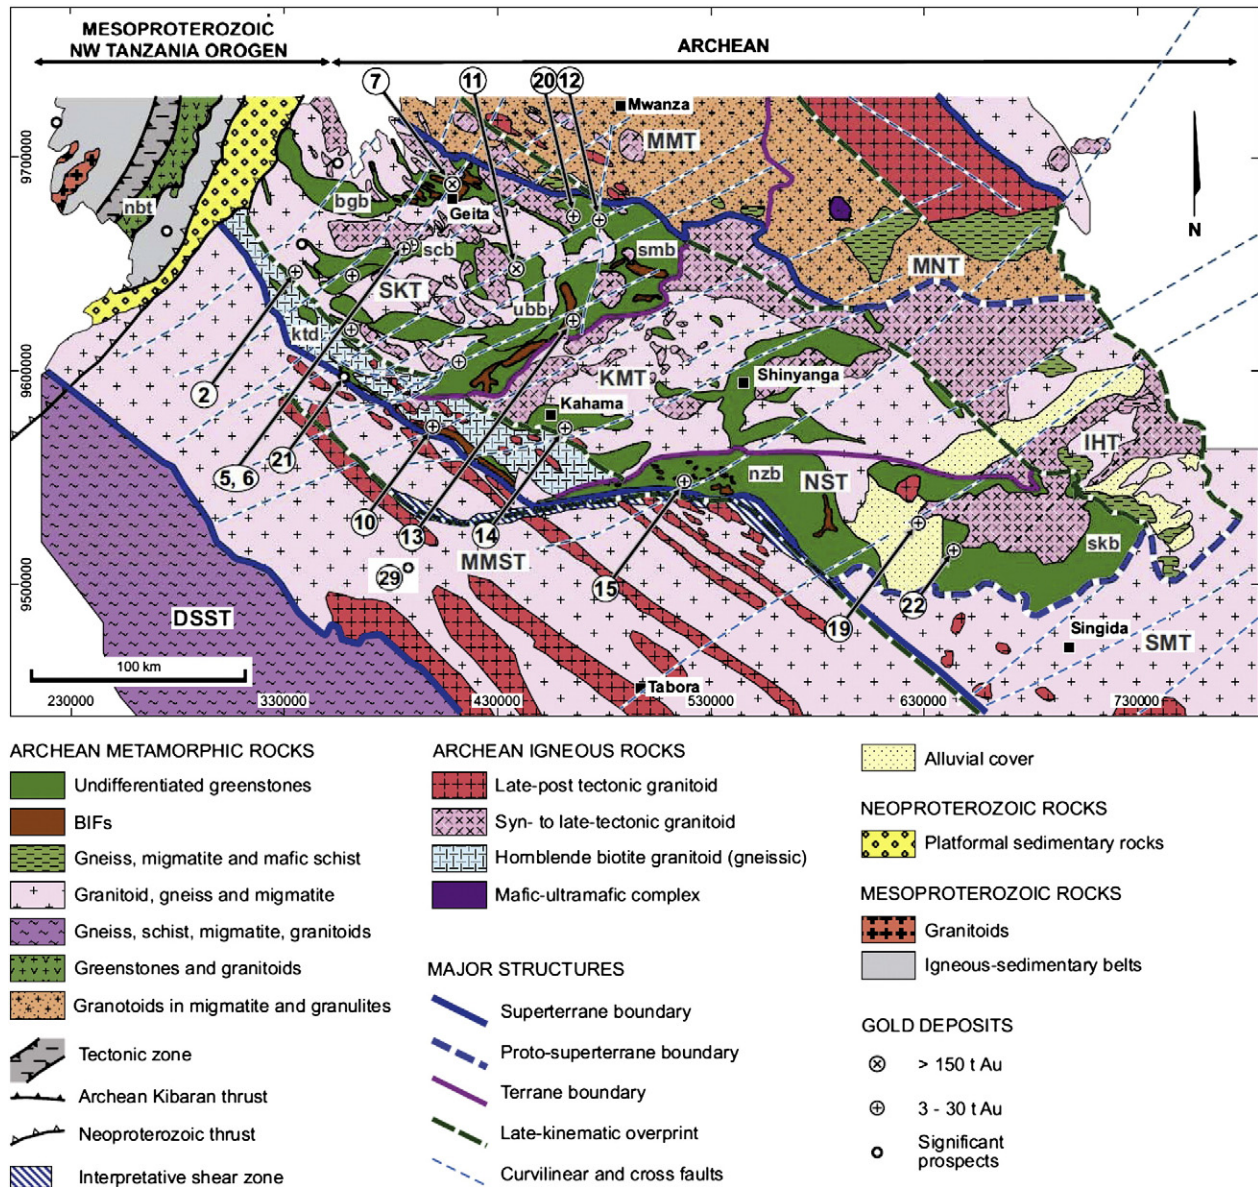 MESOPROTEROZOIC
NW TANZANIA OROGEN
ARCHEAN
7
11
20
12
Mwanza
MMT
9700000
nbt
bgb
Geita
scb
smb
N
MNT
SKT
ubb
ktd
9600000
KMT
Shinyanga
Kahama
2
IHT
5, 6
21
nzb
NST
skb
10
13
14
MMST
29
9500000
15
19
22
DSST
Singida
SMT
100 km
Tabora
230000
330000
430000
530000
630000
730000
ARCHEAN METAMORPHIC ROCKS
Undifferentiated greenstones
BIFs
Gneiss, migmatite and mafic schist
Granitoid, gneiss and migmatite
Gneiss, schist, migmatite, granitoids
Greenstones and granitoids
Granotoids in migmatite and granulites
Tectonic zone
Archean Kibaran thrust
Neoproterozoic thrust
Interpretative shear zone
ARCHEAN IGNEOUS ROCKS
Late-post tectonic granitoid
Syn- to late-tectonic granitoid
Hornblende biotite granitoid (gneissic)
Mafic-ultramafic complex
MAJOR STRUCTURES
Superterrane boundary
Proto-superterrane boundary
Terrane boundary
Late-kinematic overprint
Curvilinear and cross faults
Alluvial cover
NEOPROTEROZOIC ROCKS
Platformal sedimentary rocks
MESOPROTEROZOIC ROCKS
Granitoids
Igneous-sedimentary belts
GOLD DEPOSITS
> 150 t Au
3 - 30 t Au
Significant
prospects